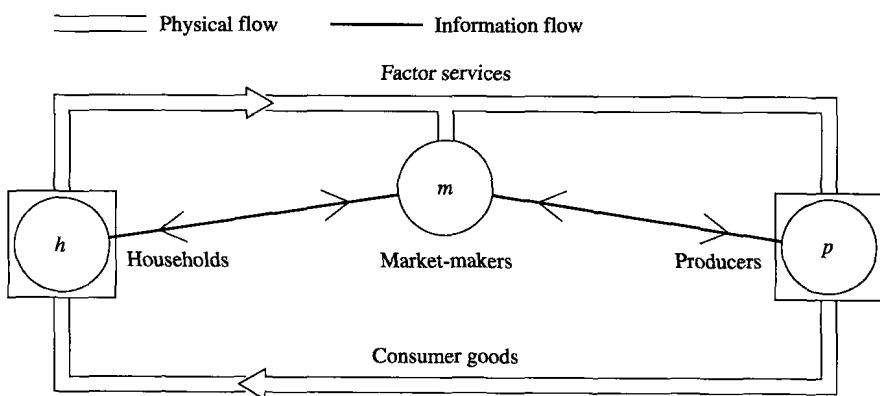 Physical flow Information flow
Factor services
m
h
p
Households Market-makers Producers
Consumer goods